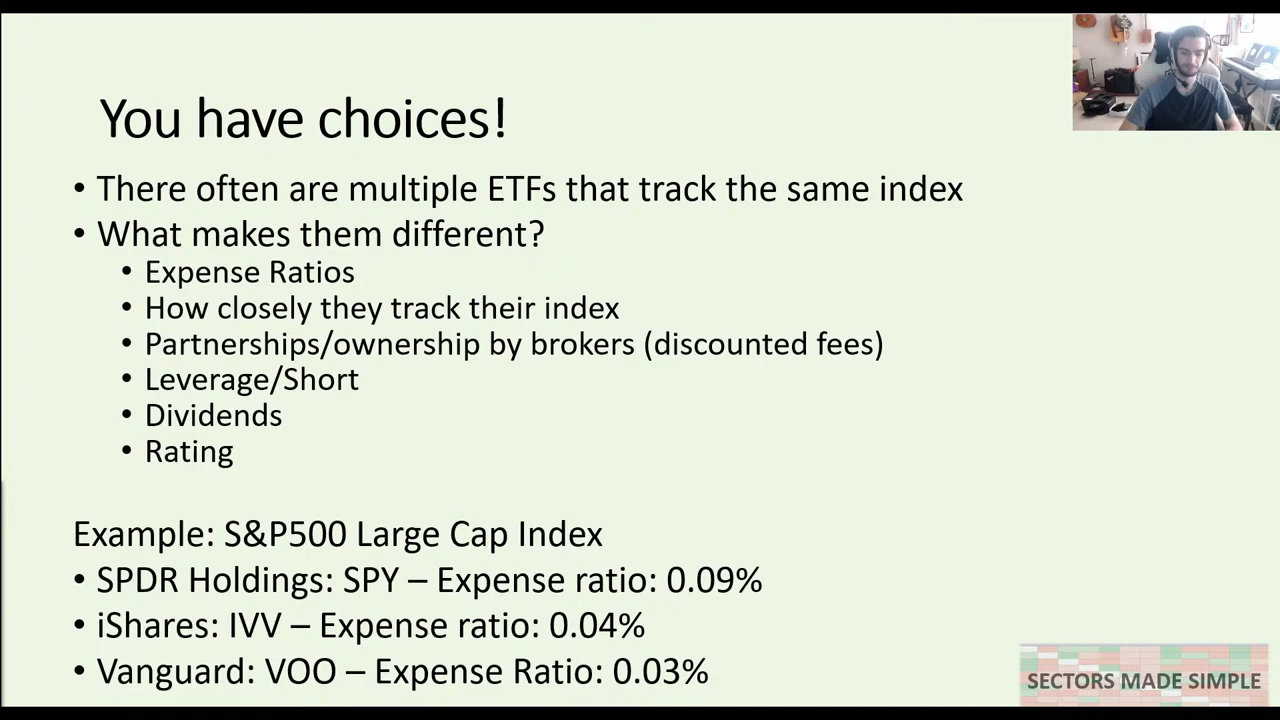 You have choices!
• There often are multiple ETFs that track the same index
• What makes them different?
• Expense Ratios
• How closely they track their index
• Partnerships/ownership by brokers (discounted fees)
• Leverage/Short
• Dividends
• Rating
Example: S&P500 Large Cap Index
• SPDR Holdings: SPY – Expense ratio: 0.09%
• iShares: IVV – Expense ratio: 0.04%
• Vanguard: VOO – Expense Ratio: 0.03%
SECTORS MADE SIMPLE